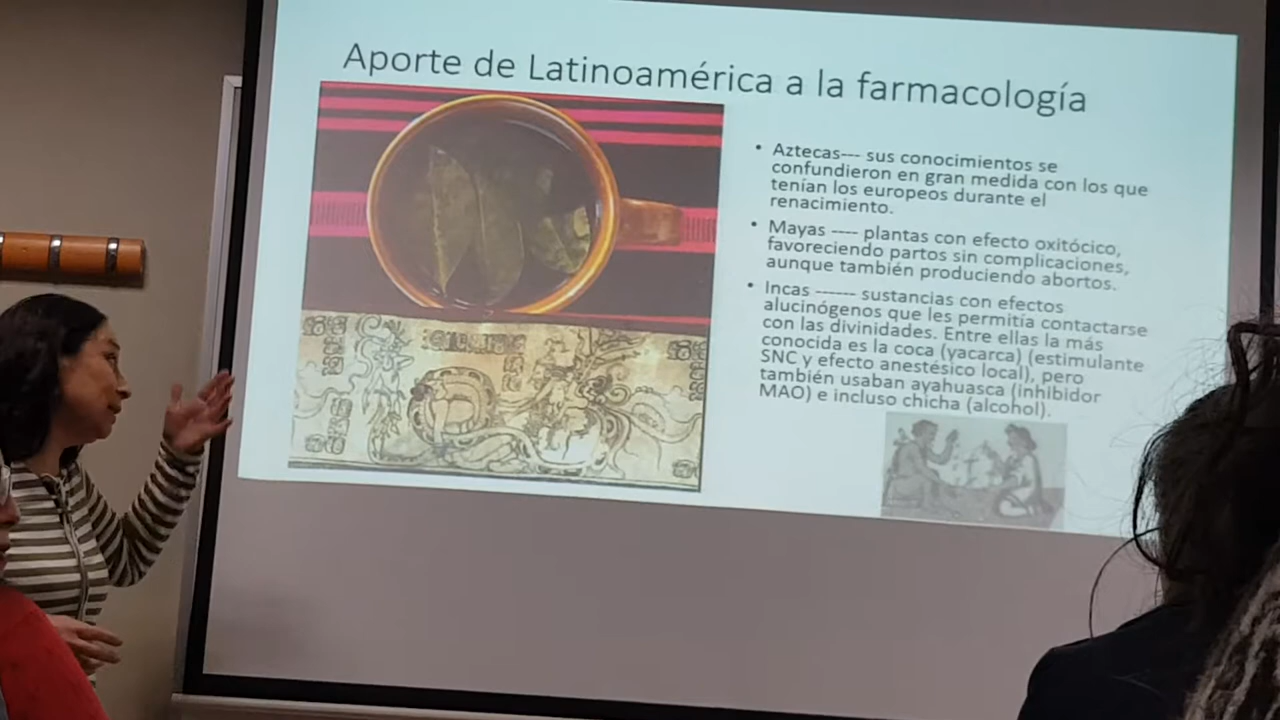 Aporte de Latinoamérica a la farmacología
• Aztecas--- sus conocimientos se
confundieron en gran medida con los que
tenían los europeos durante el
renacimiento.
• Mayas ---- plantas con efecto oxitócico,
favoreciendo partos sin complicaciones,
aunque también produciendo abortos.
• Incas ------ sustancias con efectos
alucinógenos que les permitía contactarse
con las divinidades. Entre ellas la más
conocida es la coca (yacarca) (estimulante
SNC y efecto anestésico local), pero
también usaban ayahuasca (inhibidor
MAO) e incluso chicha (alcohol).